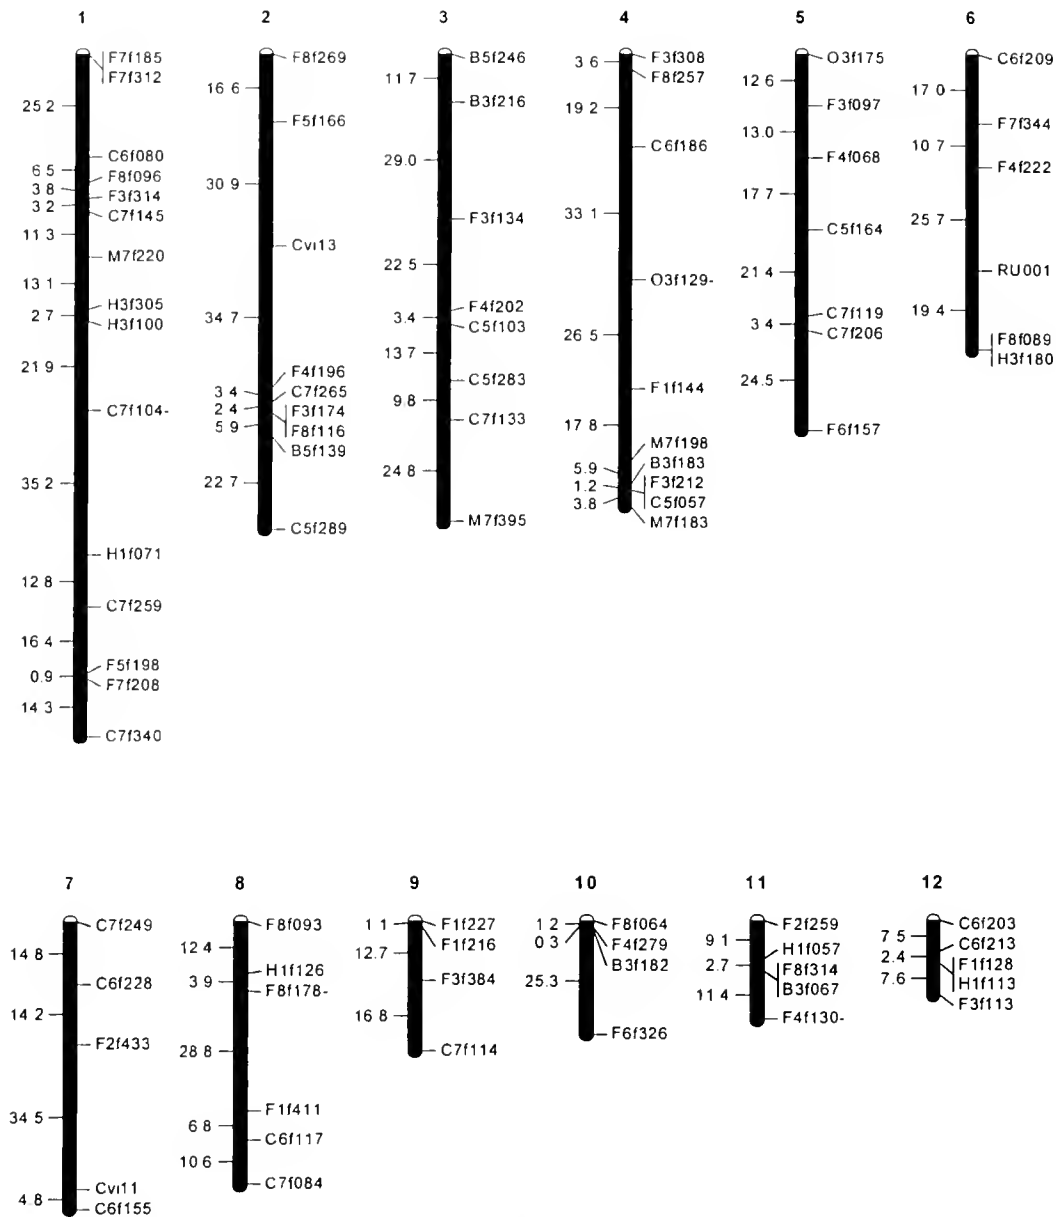 1
F7f185
F7f312
25 2
C6f080
6 5
F8f096
3 8
F3f314
3 2
C7f145
11 3
M7f220
13 1
H3f305
2 7
H3f100
21 9
C7f104-
35 2
H1f071
12 8
C7f259
16 4
F5f198
0 9
F7f208
14 3
C7f340
2
F8f269
16 6
F5f166
30 9
Cvi13
34 7
F4f196
3 4
C7f265
2 4
F3f174
F8f116
5 9
B5f139
22 7
C5f289
3
B5f246
11 7
B3f216
29 0
F3f134
22 5
F4f202
3.4
C5f103
13 7
C5f283
9.8
C7f133
24 8
M7f395
4
F3f308
3 6
F8f257
19 2
C6f186
33 1
O3f129-
26 5
F1f144
17 8
M7f198
5.9
B3f183
1.2
F3f212
C5f057
3.8
M7f183
5
O3f175
12 6
F3f097
13.0
F4f068
17 7
C5f164
21 4
C7f119
3 4
C7f206
24.5
F6f157
6
C6f209
17 0
F7f344
10 7
F4f222
25 7
RU001
19 4
F8f089
H3f180
7
C7f249
14 8
C6f228
14 2
F2f433
34 5
Cvi11
4 8
C6f155
8
F8f093
12 4
H1f126
3 9
F8f178-
28 8
F1f411
6 8
C6f117
10 6
C7f084
9
1 1
F1f227
F1f216
12.7
F3f384
16 8
C7f114
10
1 2
F8f064
0 3
F4f279
B3f182
25.3
F6f326
11
F2f259
9 1
H1f057
2.7
F8f314
B3f067
11 4
F4f130-
12
C6f203
7 5
C6f213
2 4
F1f128
H1f113
7.6
F3f113